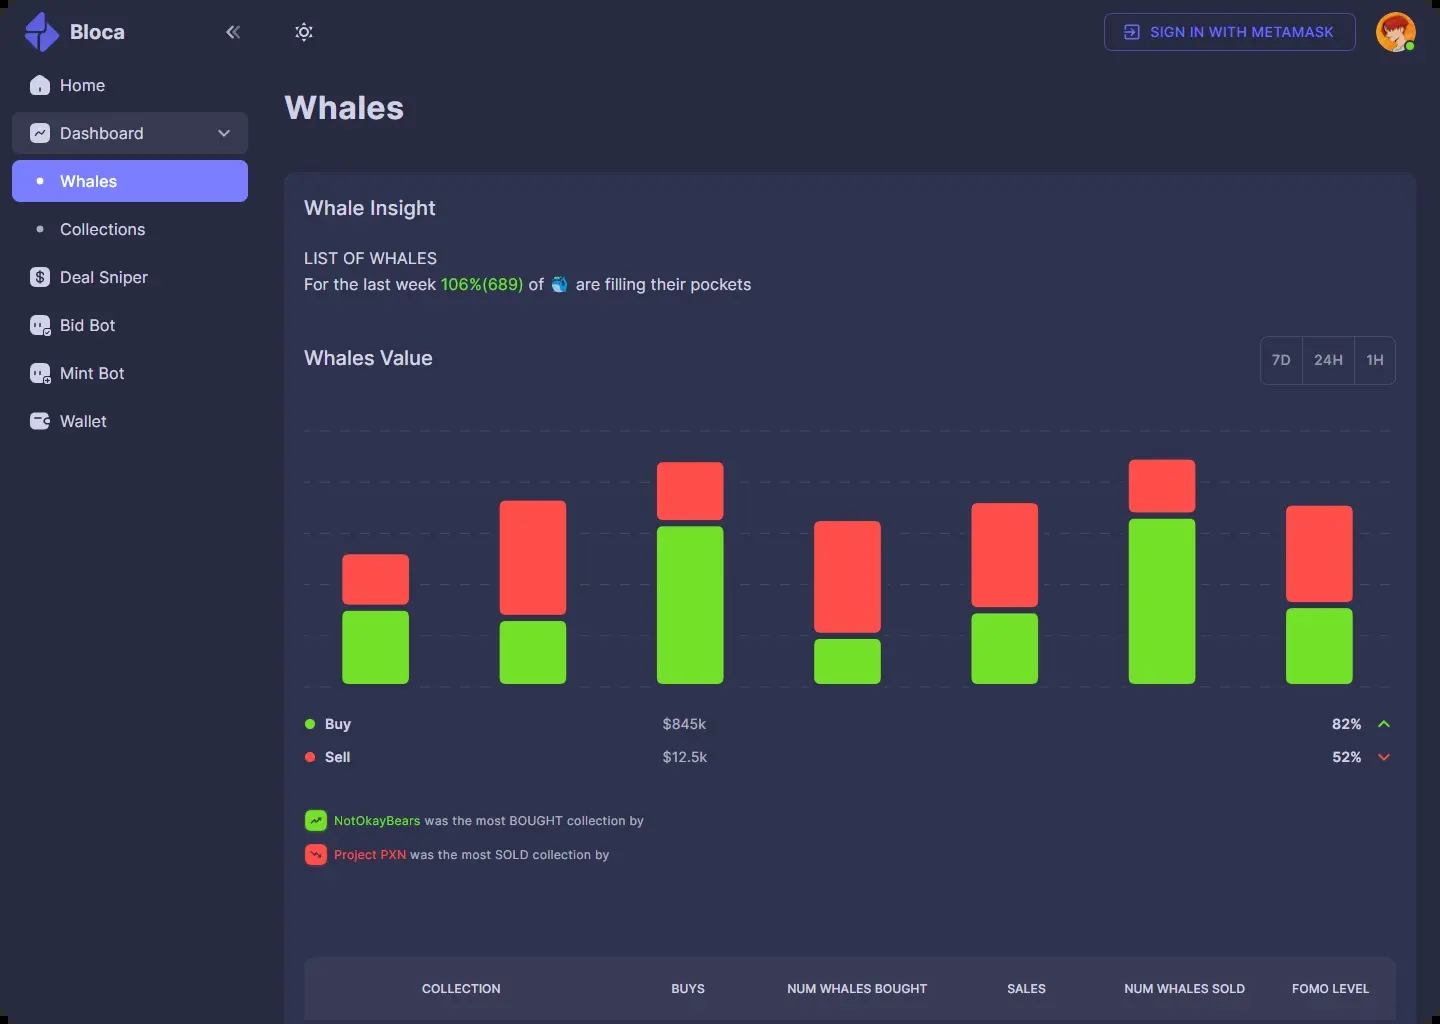 Bloca
SIGN IN WITH METAMASK
Home
Dashboard
Whales
Collections
Deal Sniper
Bid Bot
Mint Bot
Wallet
Whales
Whale Insight
LIST OF WHALES
For the last week 106%(689) of 🐳 are filling their pockets
Whales Value
7D 24H 1H
Buy $845k 82%
Sell $12.5k 52%
NotOkayBears was the most BOUGHT collection by
Project PXN was the most SOLD collection by
COLLECTION BUYS NUM WHALES BOUGHT SALES NUM WHALES SOLD FOMO LEVEL